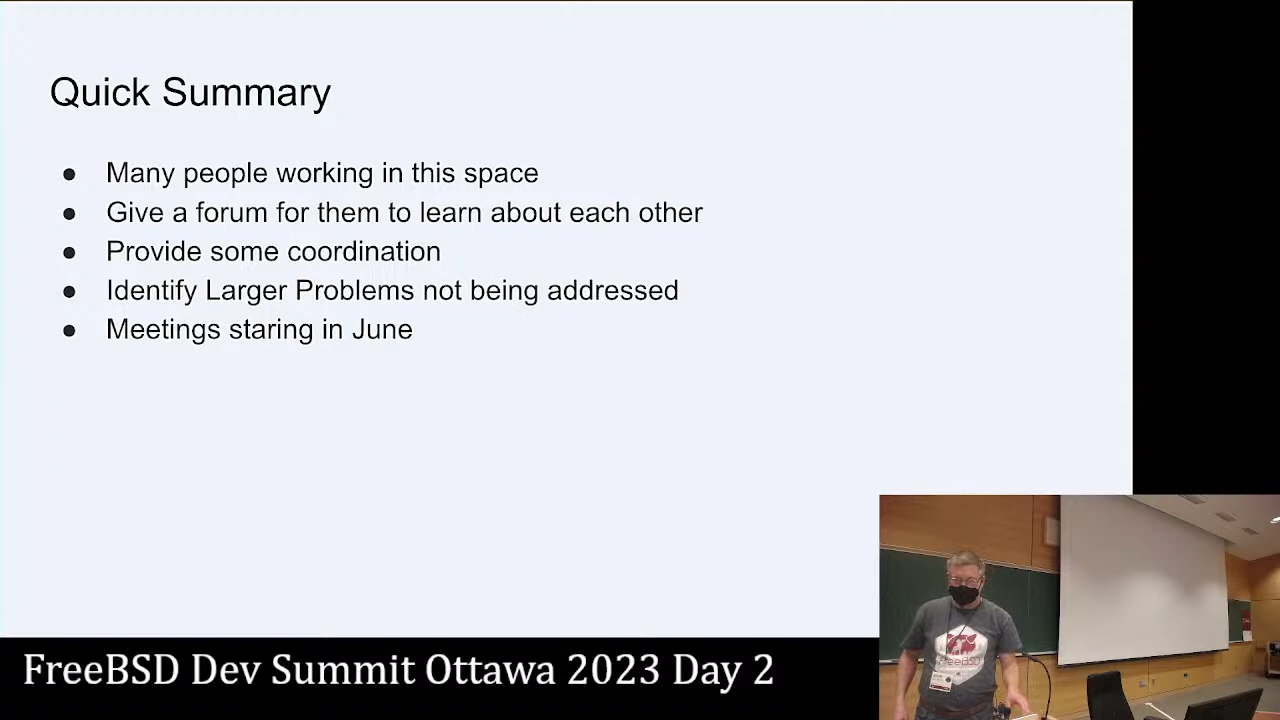 Quick Summary
● Many people working in this space
● Give a forum for them to learn about each other
● Provide some coordination
● Identify Larger Problems not being addressed
● Meetings staring in June
FreeBSD
FreeBSD Dev Summit Ottawa 2023 Day 2